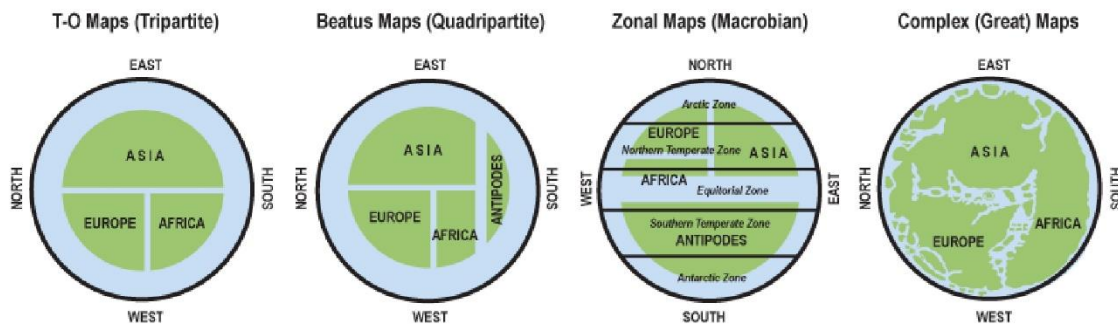 T-O Maps (Tripartite)
EAST
NORTH
ASIA
SOUTH
EUROPE
AFRICA
WEST
Beatus Maps (Quadripartite)
EAST
NORTH
ASIA
ANTIPODES
SOUTH
EUROPE
AFRICA
WEST
Zonal Maps (Macrobian)
NORTH
Arctic Zone
EUROPE
Northern Temperate Zone
ASIA
WEST
AFRICA
Equitorial Zone
EAST
Southern Temperate Zone
ANTIPODES
Antarctic Zone
SOUTH
Complex (Great) Maps
EAST
NORTH
ASIA
SOUTH
EUROPE
AFRICA
WEST